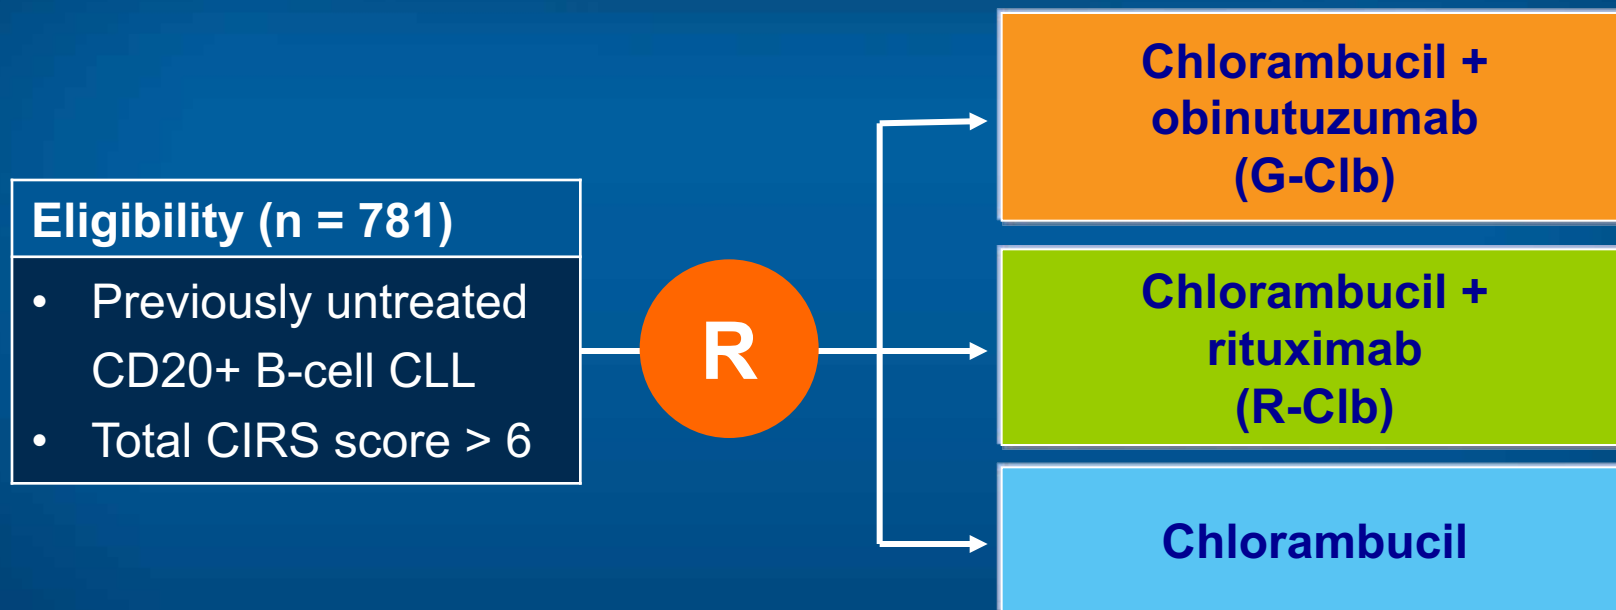 Eligibility (n = 781)
• Previously untreated
CD20+ B-cell CLL
• Total CIRS score > 6
R
Chlorambucil +
obinutuzumab
(G-Clb)
Chlorambucil +
rituximab
(R-Clb)
Chlorambucil